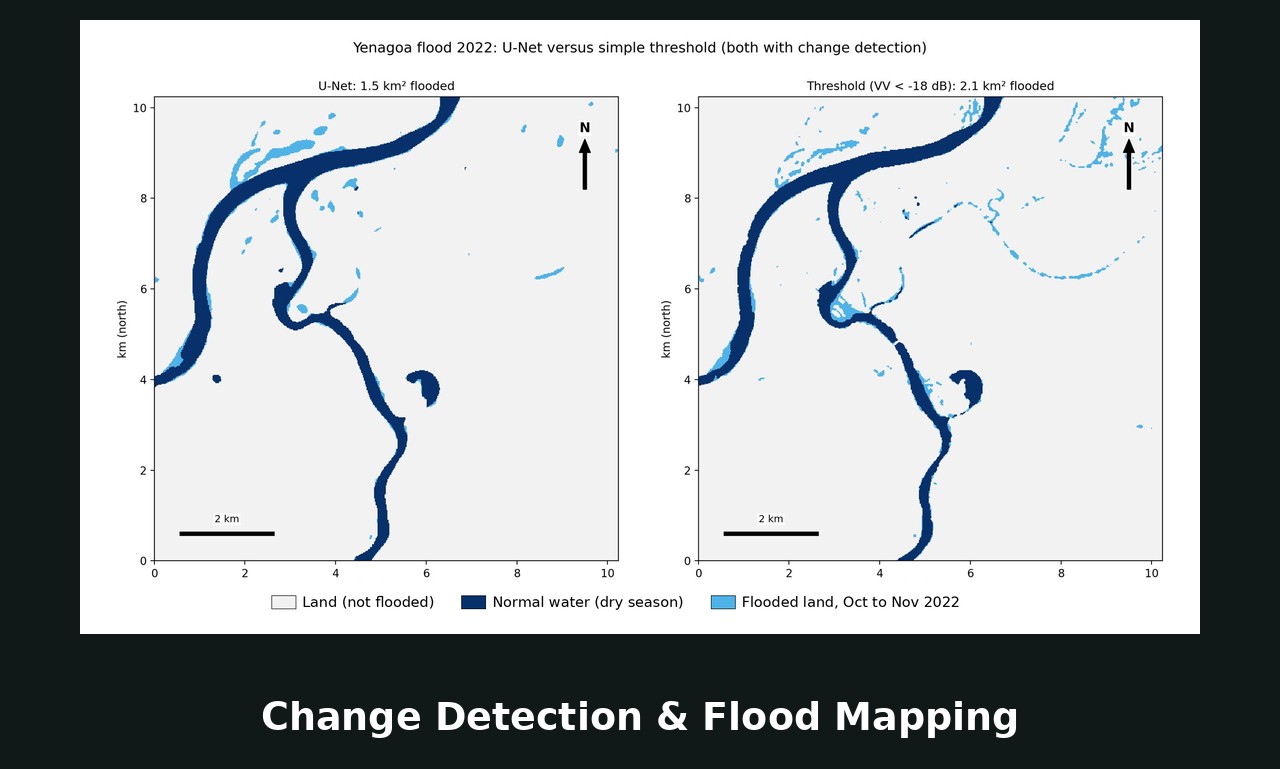 Yenagoa flood 2022: U-Net versus simple threshold (both with change detection)
U-Net: 1.5 km² flooded
Threshold (VV < -18 dB): 2.1 km² flooded
10
8
6
4
2
0
km (north)
N
2 km
0 2 4 6 8 10
10
8
6
4
2
0
km (north)
N
2 km
0 2 4 6 8 10
Land (not flooded)
Normal water (dry season)
Flooded land, Oct to Nov 2022
Change Detection & Flood Mapping